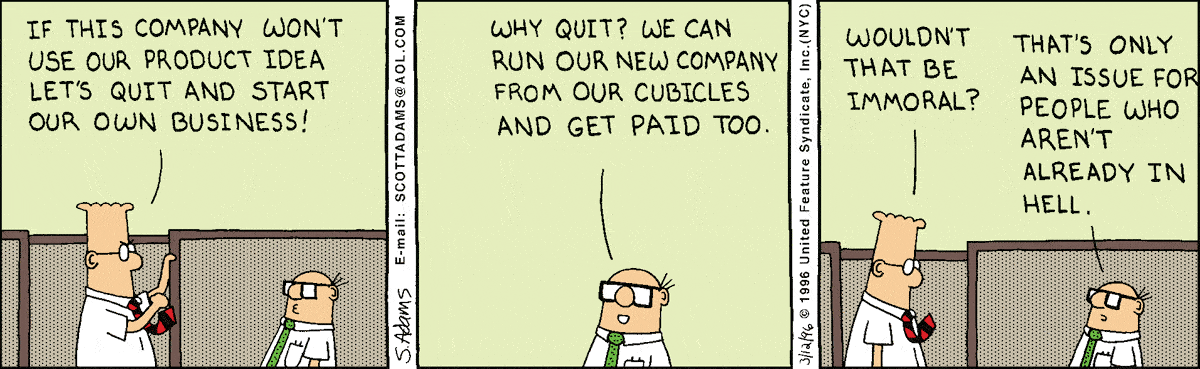 IF THIS COMPANY WON'T
USE OUR PRODUCT IDEA
LET'S QUIT AND START
OUR OWN BUSINESS!
S.Adams
E-mail: SCOTTADAMS@AOL.COM
WHY QUIT? WE CAN
RUN OUR NEW COMPANY
FROM OUR CUBICLES
AND GET PAID TOO.
3/12/96 © 1996 United Feature Syndicate, Inc.(NYC)
WOULDN'T
THAT BE
IMMORAL?
THAT'S ONLY
AN ISSUE FOR
PEOPLE WHO
AREN'T
ALREADY IN
HELL.